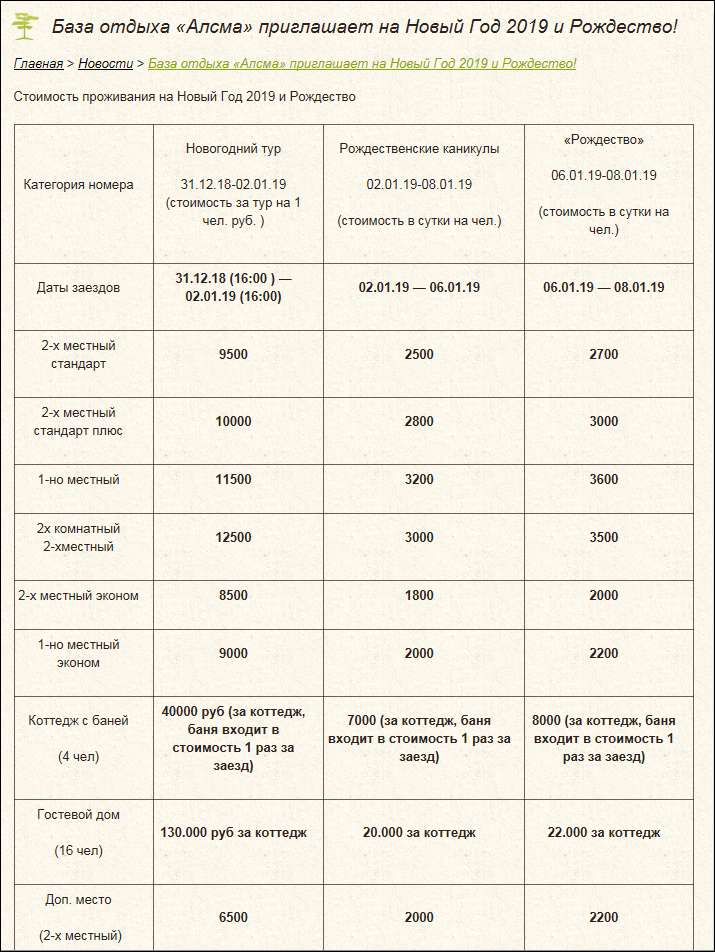 База отдыха «Алсма» приглашает на Новый Год 2019 и Рождество!
Главная > Новости > База отдыха «Алсма» приглашает на Новый Год 2019 и Рождество!
Стоимость проживания на Новый Год 2019 и Рождество
Категория номера
Новогодний тур
31.12.18-02.01.19
(стоимость за тур на 1
чел. руб. )
Рождественские каникулы
02.01.19-08.01.19
(стоимость в сутки на чел.)
«Рождество»
06.01.19-08.01.19
(стоимость в сутки на
чел.)
Даты заездов
31.12.18 (16:00 ) —
02.01.19 (16:00)
02.01.19 — 06.01.19
06.01.19 — 08.01.19
2-х местный
стандарт
9500
2500
2700
2-х местный
стандарт плюс
10000
2800
3000
1-но местный
11500
3200
3600
2х комнатный
2-хместный
12500
3000
3500
2-х местный эконом
8500
1800
2000
1-но местный
эконом
9000
2000
2200
Коттедж с баней
(4 чел)
40000 руб (за коттедж,
баня входит в
стоимость 1 раз за
заезд)
7000 (за коттедж, баня
входит в стоимость 1 раз за
заезд)
8000 (за коттедж, баня
входит в стоимость 1
раз за заезд)
Гостевой дом
(16 чел)
130.000 руб за коттедж
20.000 за коттедж
22.000 за коттедж
Доп. место
(2-х местный)
6500
2000
2200